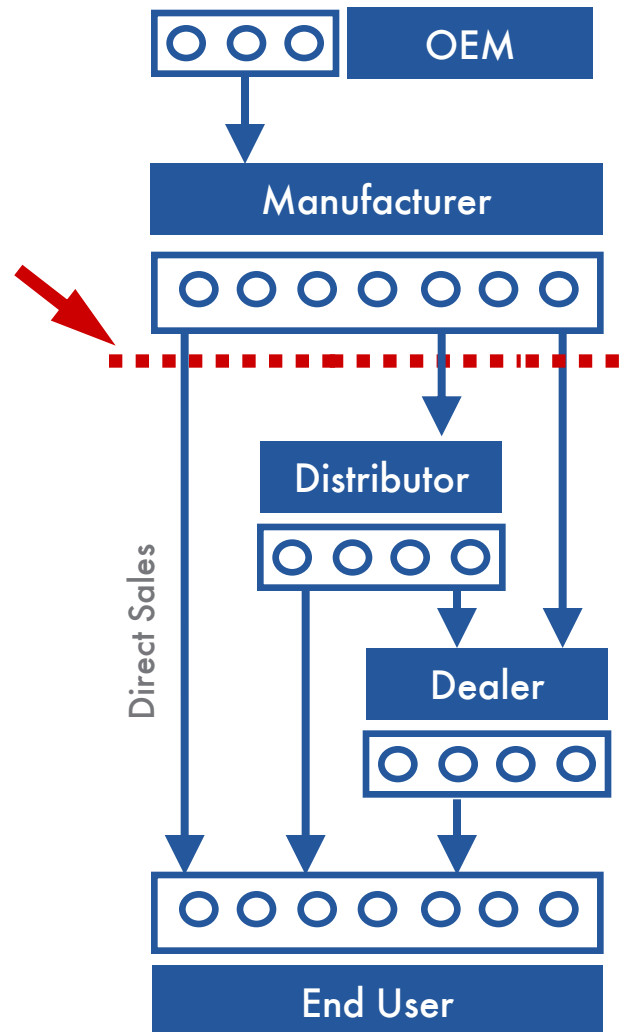 OEM
Manufacturer
Distributor
Direct Sales
Dealer
End User